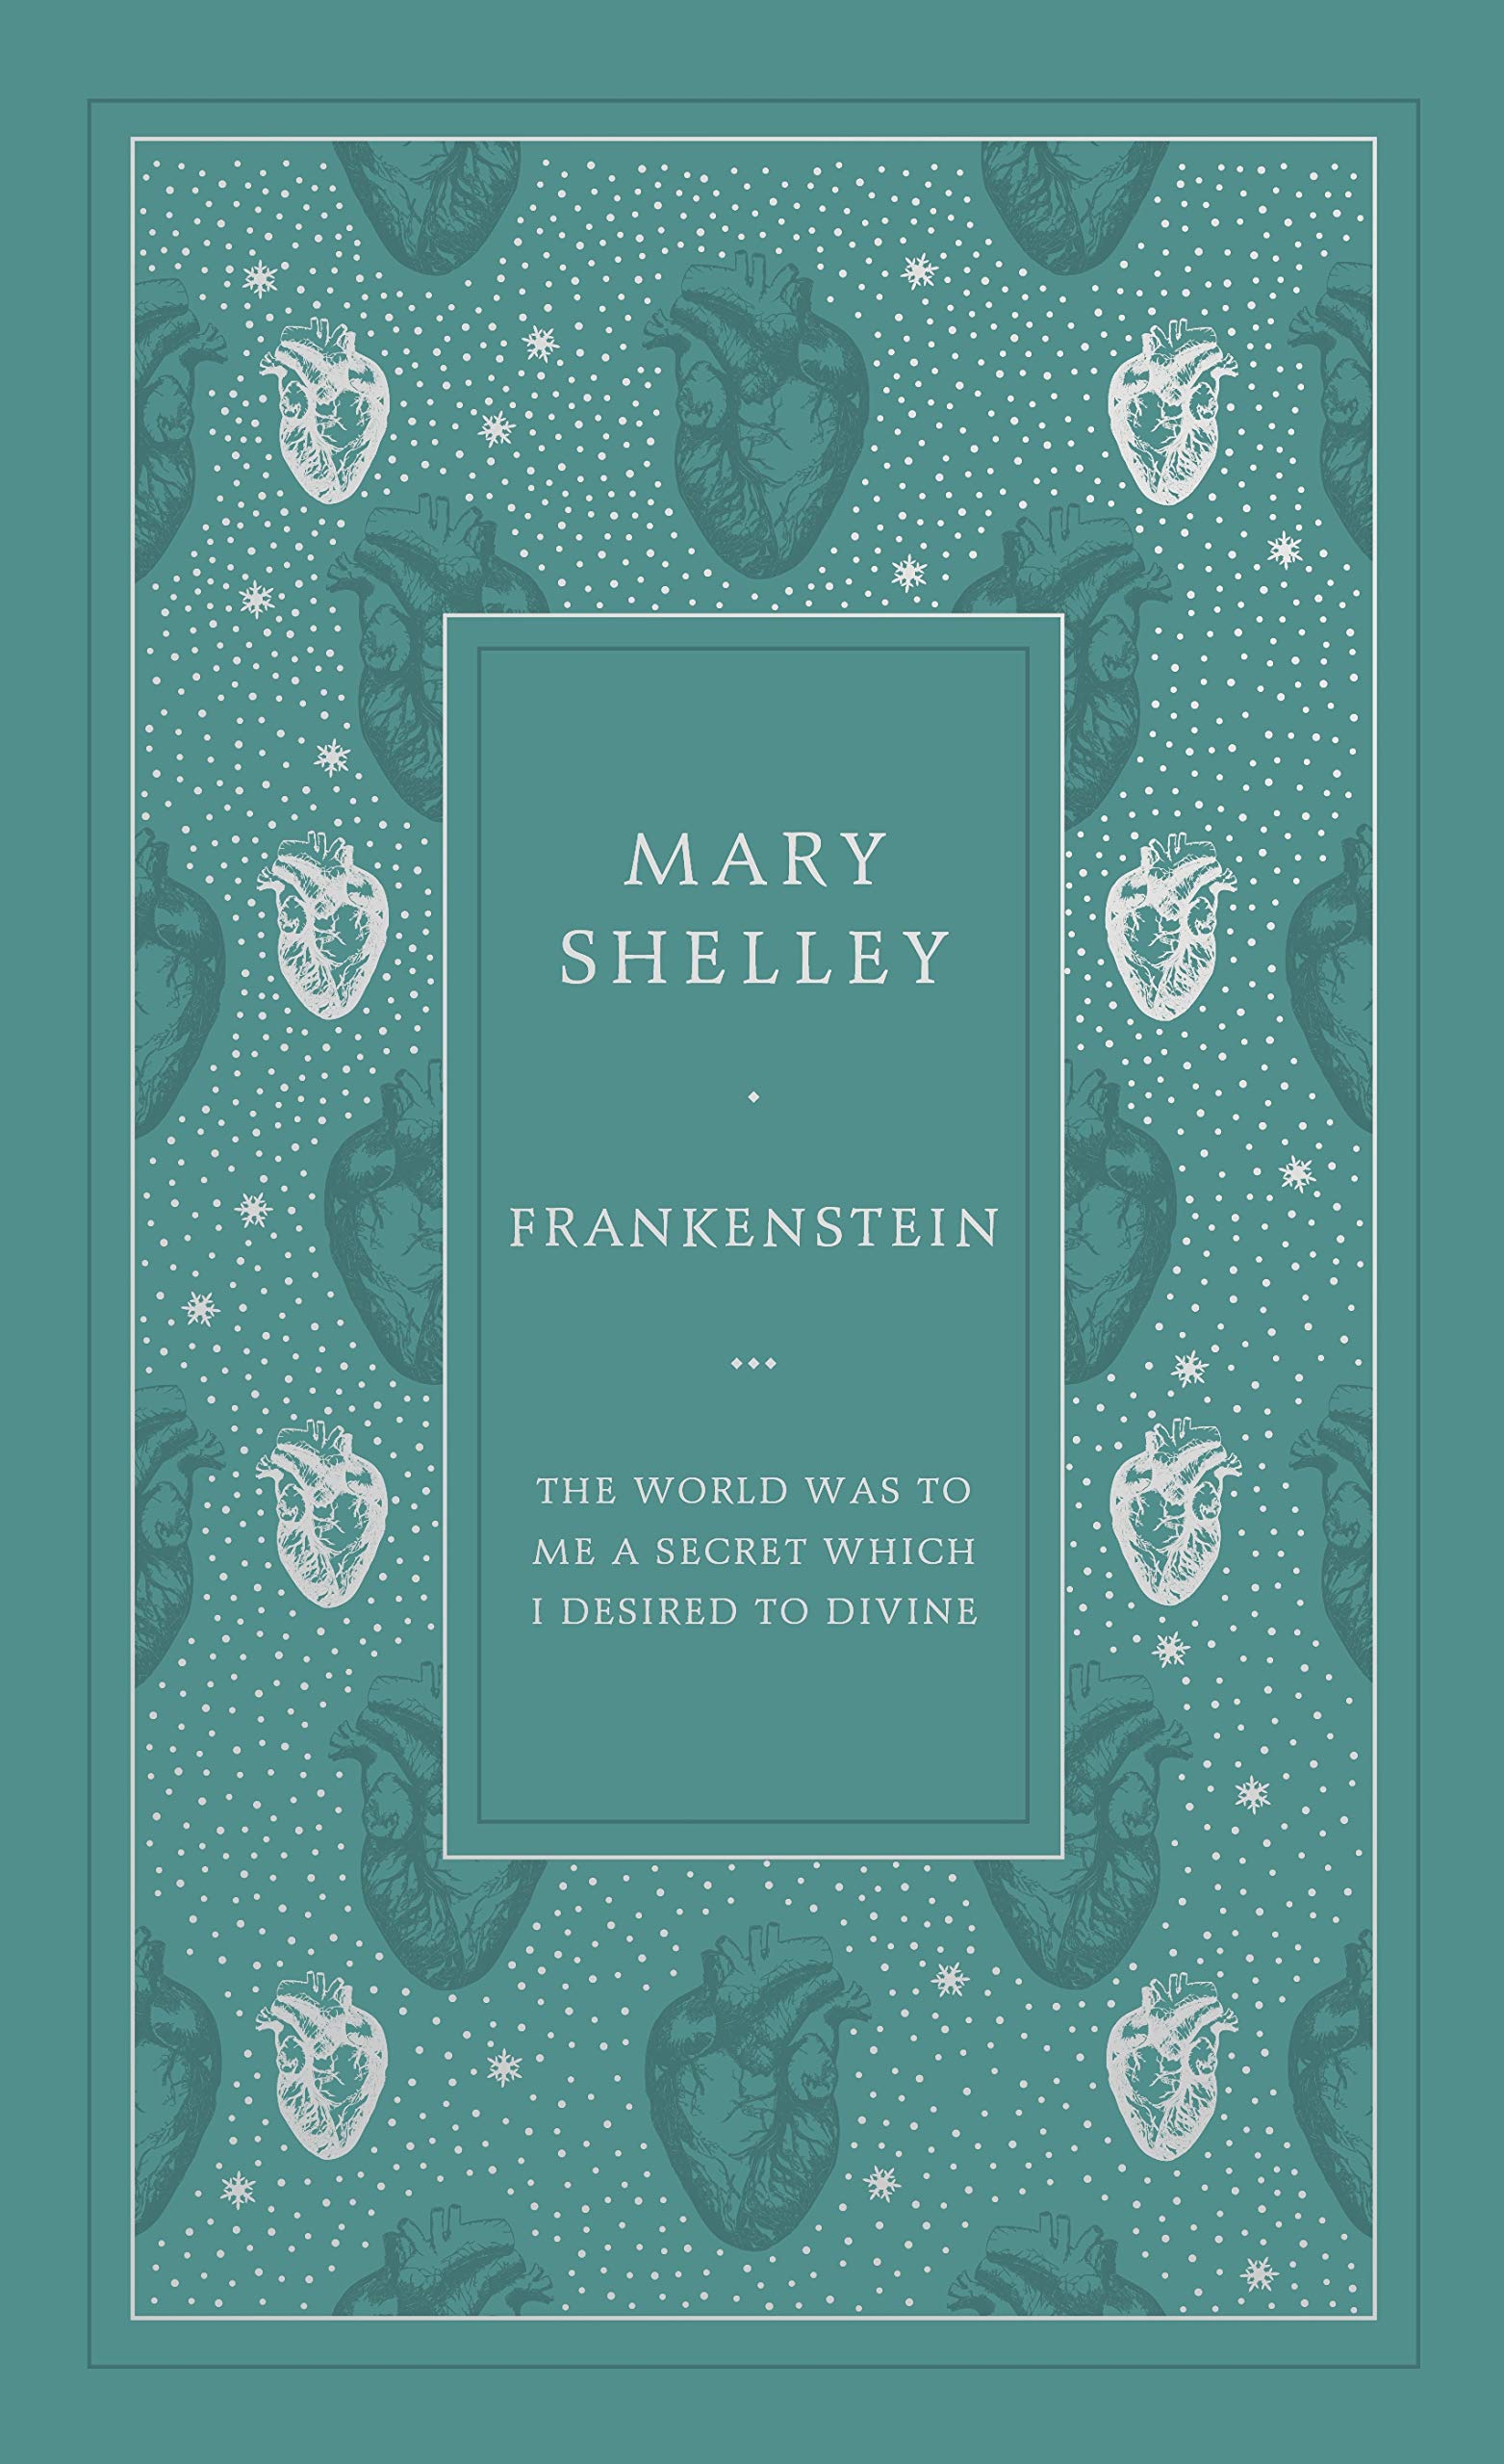 MARY
SHELLEY
FRANKENSTEIN
THE WORLD WAS TO
ME A SECRET WHICH
I DESIRED TO DIVINE